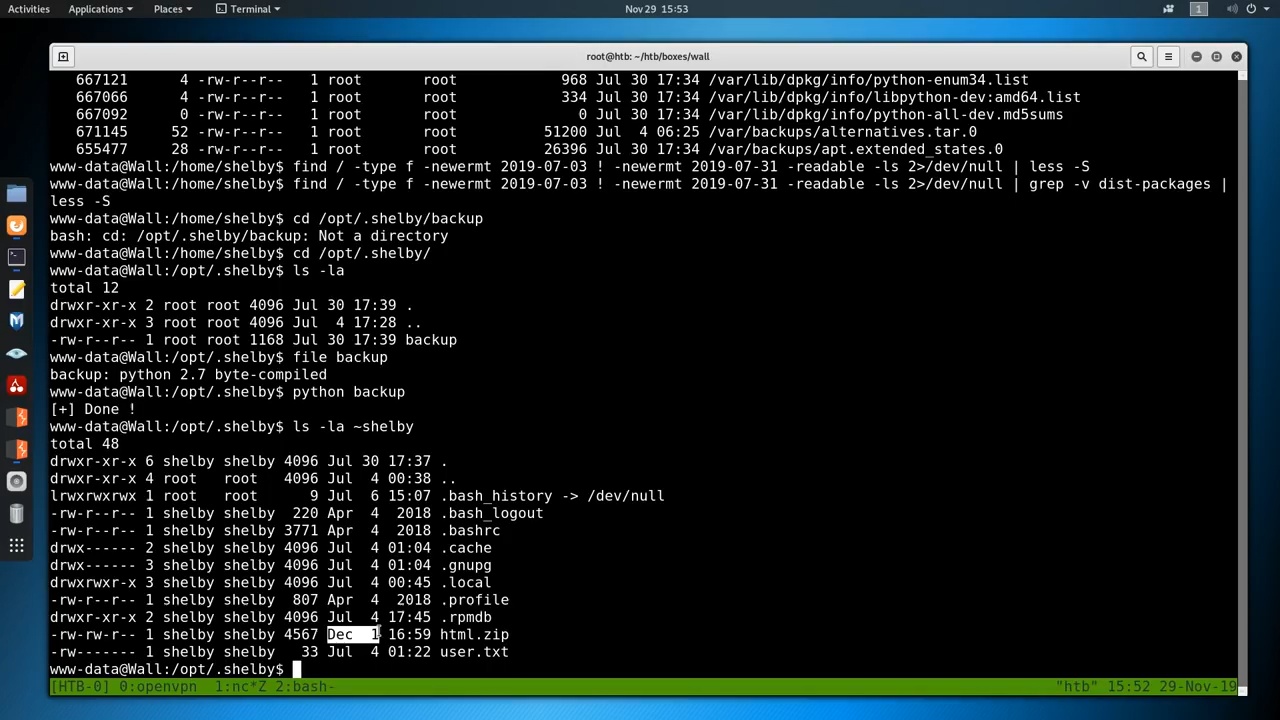 Activities Applications Places Terminal Nov 29 15:53 1
root@htb: ~/htb/boxes/wall
667121 4 -rw-r--r-- 1 root root 968 Jul 30 17:34 /var/lib/dpkg/info/python-enum34.list
667066 4 -rw-r--r-- 1 root root 334 Jul 30 17:34 /var/lib/dpkg/info/libpython-dev:amd64.list
667092 0 -rw-r--r-- 1 root root 0 Jul 30 17:34 /var/lib/dpkg/info/python-all-dev.md5sums
671145 52 -rw-r--r-- 1 root root 51200 Jul 4 06:25 /var/backups/alternatives.tar.0
655477 28 -rw-r--r-- 1 root root 26396 Jul 30 17:34 /var/backups/apt.extended_states.0
www-data@Wall:/home/shelby$ find / -type f -newermt 2019-07-03 ! -newermt 2019-07-31 -readable -ls 2>/dev/null | less -S
www-data@Wall:/home/shelby$ find / -type f -newermt 2019-07-03 ! -newermt 2019-07-31 -readable -ls 2>/dev/null | grep -v dist-packages |
less -S
www-data@Wall:/home/shelby$ cd /opt/.shelby/backup
bash: cd: /opt/.shelby/backup: Not a directory
www-data@Wall:/home/shelby$ cd /opt/.shelby/
www-data@Wall:/opt/.shelby$ ls -la
total 12
drwxr-xr-x 2 root root 4096 Jul 30 17:39 .
drwxr-xr-x 3 root root 4096 Jul 4 17:28 ..
-rw-r--r-- 1 root root 1168 Jul 30 17:39 backup
www-data@Wall:/opt/.shelby$ file backup
backup: python 2.7 byte-compiled
www-data@Wall:/opt/.shelby$ python backup
[+] Done !
www-data@Wall:/opt/.shelby$ ls -la ~shelby
total 48
drwxr-xr-x 6 shelby shelby 4096 Jul 30 17:37 .
drwxr-xr-x 4 root root 4096 Jul 4 00:38 ..
lrwxrwxrwx 1 root root 9 Jul 6 15:07 .bash_history -> /dev/null
-rw-r--r-- 1 shelby shelby 220 Apr 4 2018 .bash_logout
-rw-r--r-- 1 shelby shelby 3771 Apr 4 2018 .bashrc
drwx------ 2 shelby shelby 4096 Jul 4 01:04 .cache
drwx------ 3 shelby shelby 4096 Jul 4 01:04 .gnupg
drwxrwxr-x 3 shelby shelby 4096 Jul 4 00:45 .local
-rw-r--r-- 1 shelby shelby 807 Apr 4 2018 .profile
drwxr-xr-x 2 shelby shelby 4096 Jul 4 17:45 .rpmdb
-rw-rw-r-- 1 shelby shelby 4567 Dec 1 16:59 html.zip
-rw------- 1 shelby shelby 33 Jul 4 01:22 user.txt
www-data@Wall:/opt/.shelby$
[HTB-0] 0:openvpn 1:nc*Z 2:bash- "htb" 15:52 29-Nov-19